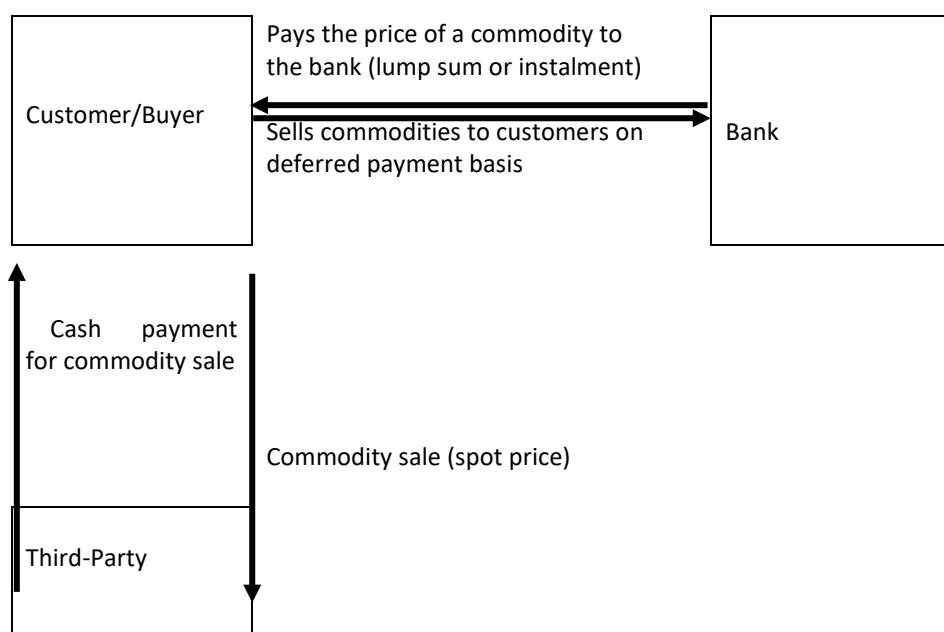 Pays the price of a commodity to
the bank (lump sum or instalment)
Customer/Buyer
Sells commodities to customers on
deferred payment basis
Bank
Cash payment
for commodity sale
Commodity sale (spot price)
Third-Party